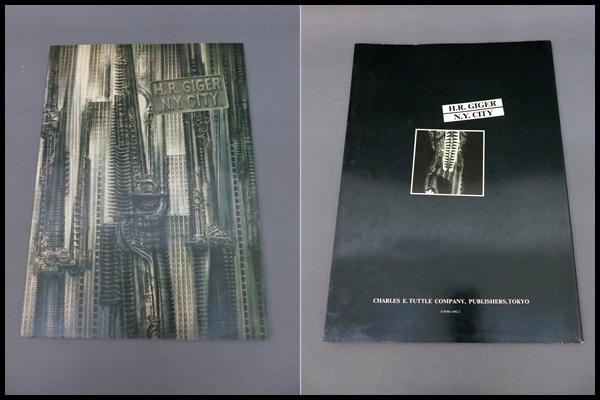 H.R. GIGER
N.Y. CITY
H.R. GIGER
N.Y. CITY
CHARLES E. TUTTLE COMPANY, PUBLISHERS, TOKYO